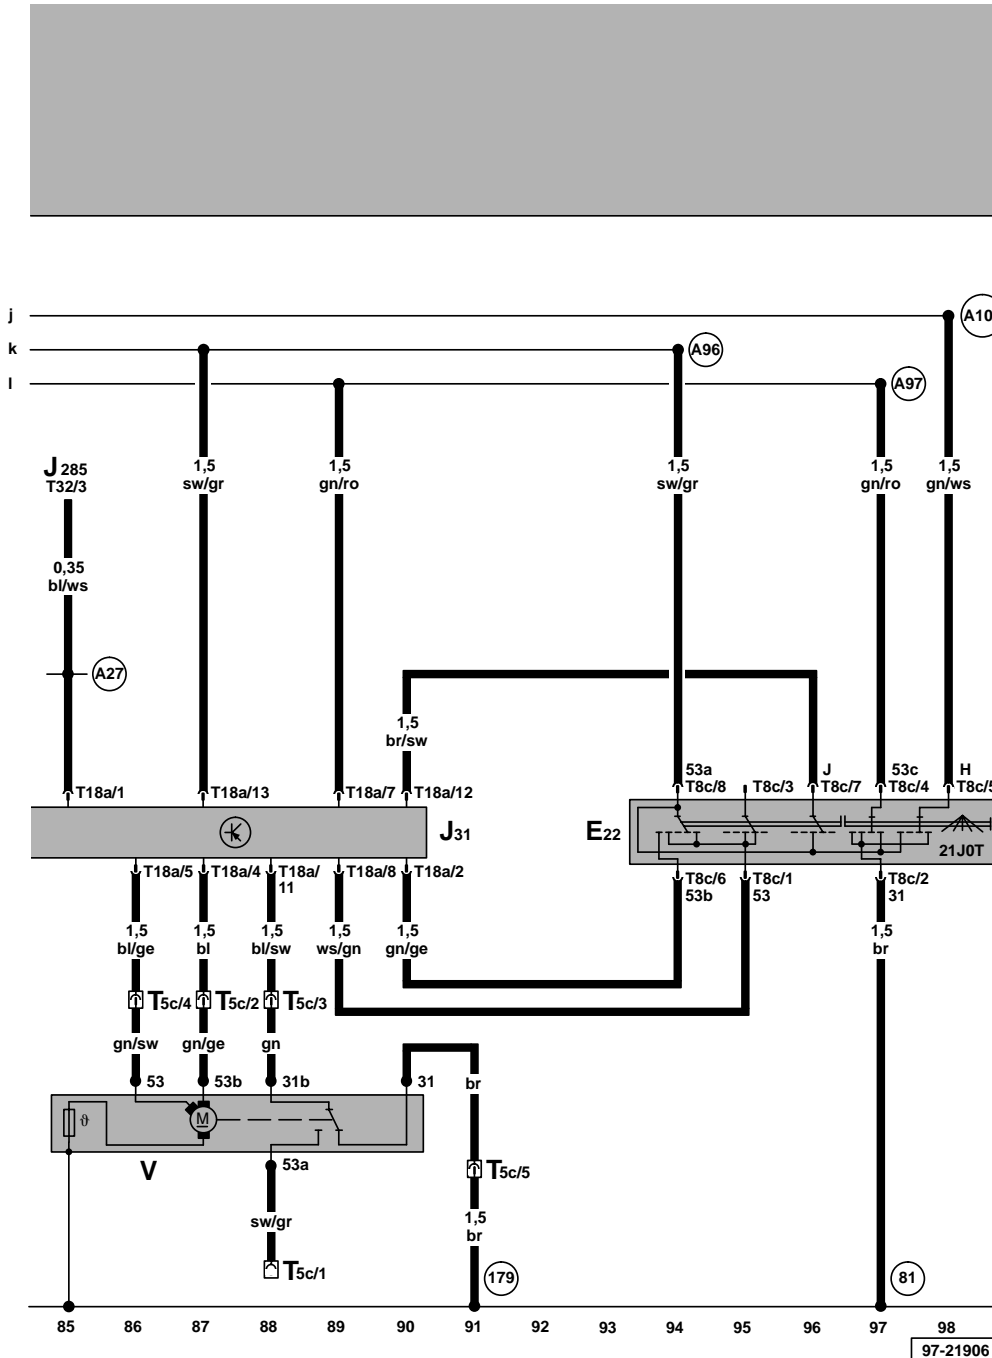 j
A10
k
A96
l
A97
J285
T32/3
1,5
sw/gr
1,5
gn/ro
1,5
sw/gr
1,5
gn/ro
1,5
gn/ws
0,35
bl/ws
A27
1,5
br/sw
53a
J
53c
H
T18a/1
T18a/13
T18a/7
T18a/12
T8c/8
T8c/3
T8c/7
T8c/4
T8c/5
J31
E22
21J0T
T18a/5
T18a/4
T18a/
11
T18a/8
T18a/2
T8c/6
53b
T8c/1
53
T8c/2
31
1,5
bl/ge
1,5
bl
1,5
bl/sw
1,5
ws/gn
1,5
gn/ge
1,5
br
T5c/4
T5c/2
T5c/3
gn/sw
gn/ge
gn
53
53b
31b
31
br
ϑ
M
V
53a
T5c/5
sw/gr
1,5
br
T5c/1
179
81
85 86 87 88 89 90 91 92 93 94 95 96 97 98
97-21906